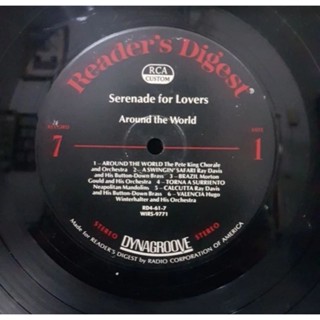 Reader's Digest
RCA
CUSTOM
Serenade for Lovers
Around the World
RECORD
7
SIDE
1
1 – AROUND THE WORLD The Pete King Chorale
and Orchestra 2 – A SWINGIN' SAFARI Ray Davis
and His Button-Down Brass 3 – BRAZIL Morton
Gould and His Orchestra 4 – TORNA A SURRIENTO
Neapolitan Mandolins 5 – CALCUTTA Ray Davis
and His Button-Down Brass 6 – VALENCIA Hugo
Winterhalter and His Orchestra
RD4-61-7
WIRS-9771
STEREO
DYNAGROOVE
STEREO
Made for READER'S DIGEST by RADIO CORPORATION OF AMERICA